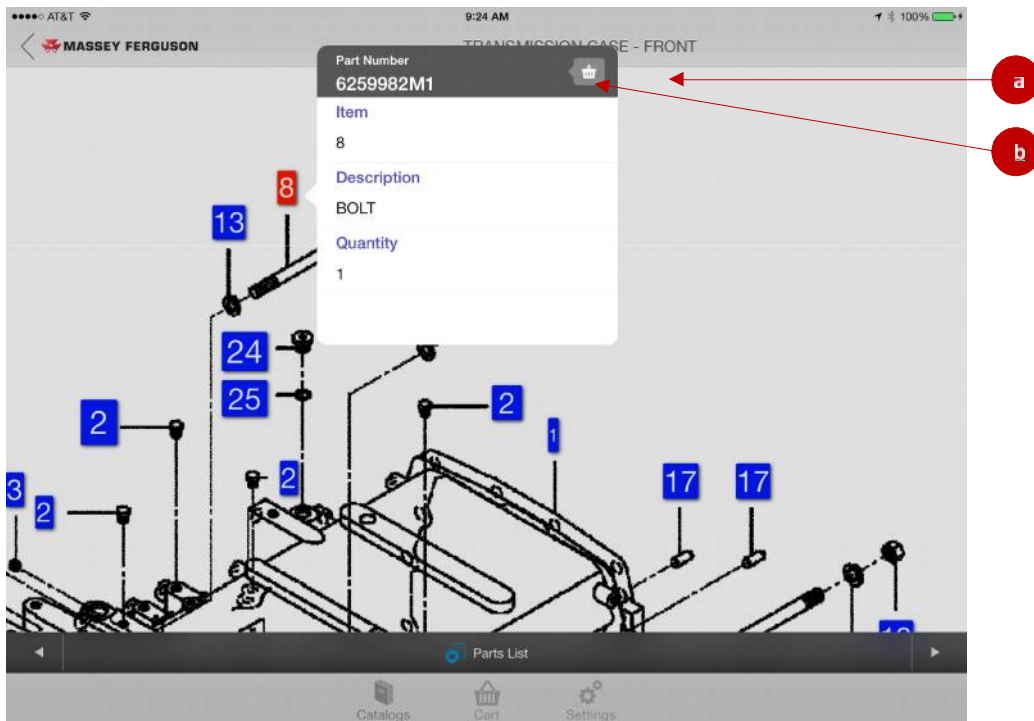 AT&T
9:24 AM
100%
MASSEY FERGUSON
TRANSMISSION CASE - FRONT
a
Part Number
6259982M1
b
Item
8
Description
BOLT
Quantity
1
8
13
24
25
2
2
1
2
17
17
3
2
Parts List
Catalogs
Cart
Settings